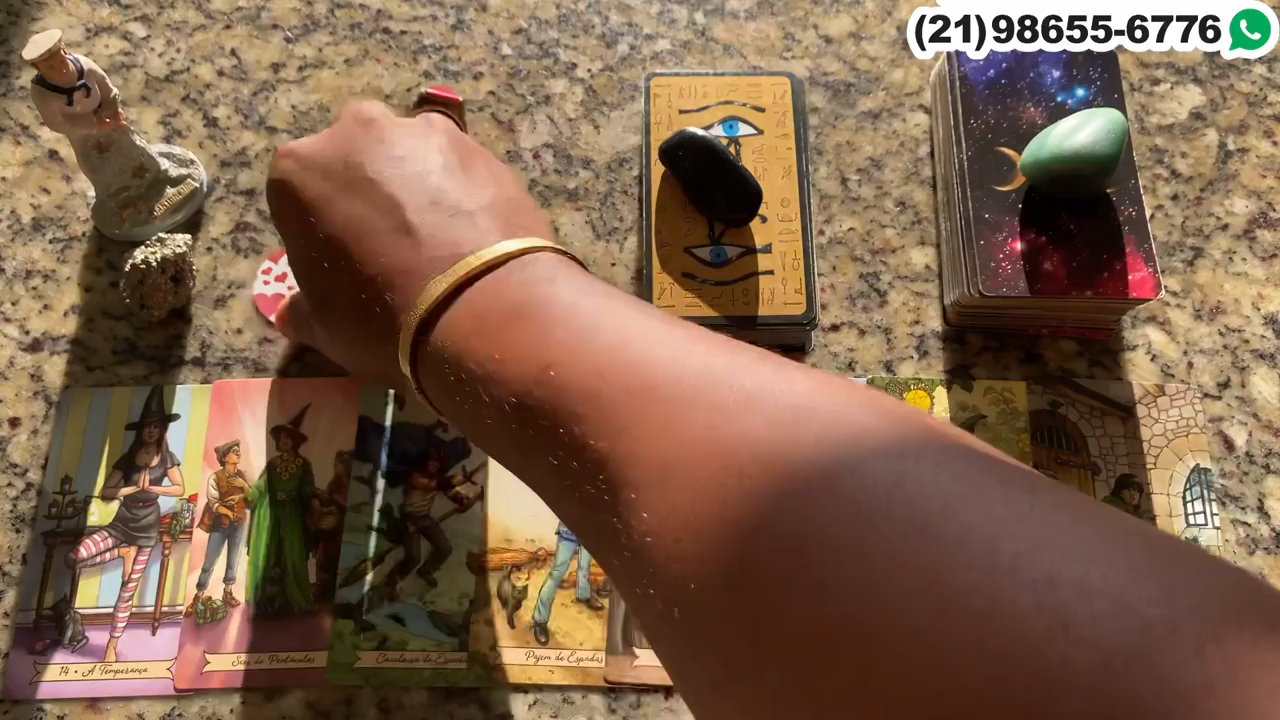 (21)98655-6776
14 • A Temperança
Seis de Pentáculos
Cavaleiro de Espadas
Pajem de Espadas